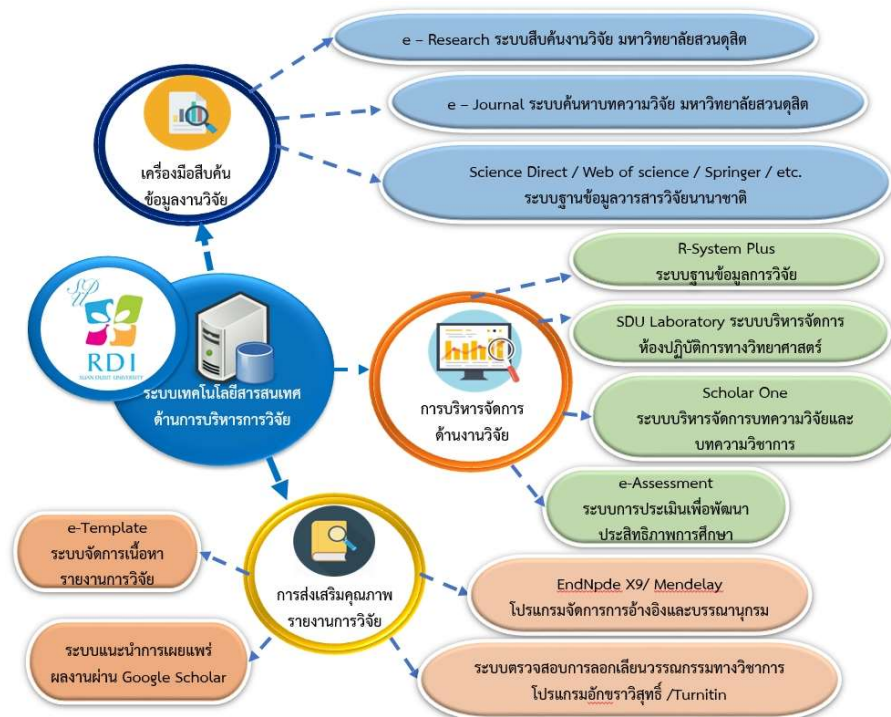 e – Research ระบบสืบค้นงานวิจัย มหาวิทยาลัยสวนดุสิต
e – Journal ระบบค้นหาบทความวิจัย มหาวิทยาลัยสวนดุสิต
เครื่องมือสืบค้น
ข้อมูลงานวิจัย
Science Direct / Web of science / Springer / etc.
ระบบฐานข้อมูลวารสารวิจัยนานาชาติ
R-System Plus
ระบบฐานข้อมูลการวิจัย
SDU
RDI
SUAN DUSIT UNIVERSITY
ระบบเทคโนโลยีสารสนเทศ
ด้านการบริหารการวิจัย
SDU Laboratory ระบบบริหารจัดการ
ห้องปฏิบัติการทางวิทยาศาสตร์
การบริหารจัดการ
ด้านงานวิจัย
Scholar One
ระบบบริหารจัดการบทความวิจัยและ
บทความวิชาการ
e-Assessment
ระบบการประเมินเพื่อพัฒนา
ประสิทธิภาพการศึกษา
e-Template
ระบบจัดการเนื้อหา
รายงานการวิจัย
การส่งเสริมคุณภาพ
รายงานการวิจัย
EndNpde X9/ Mendelay
โปรแกรมจัดการการอ้างอิงและบรรณานุกรม
ระบบแนะนำการเผยแพร่
ผลงานผ่าน Google Scholar
ระบบตรวจสอบการลอกเลียนวรรณกรรมทางวิชาการ
โปรแกรมอักขราวิสุทธิ์ /Turnitin